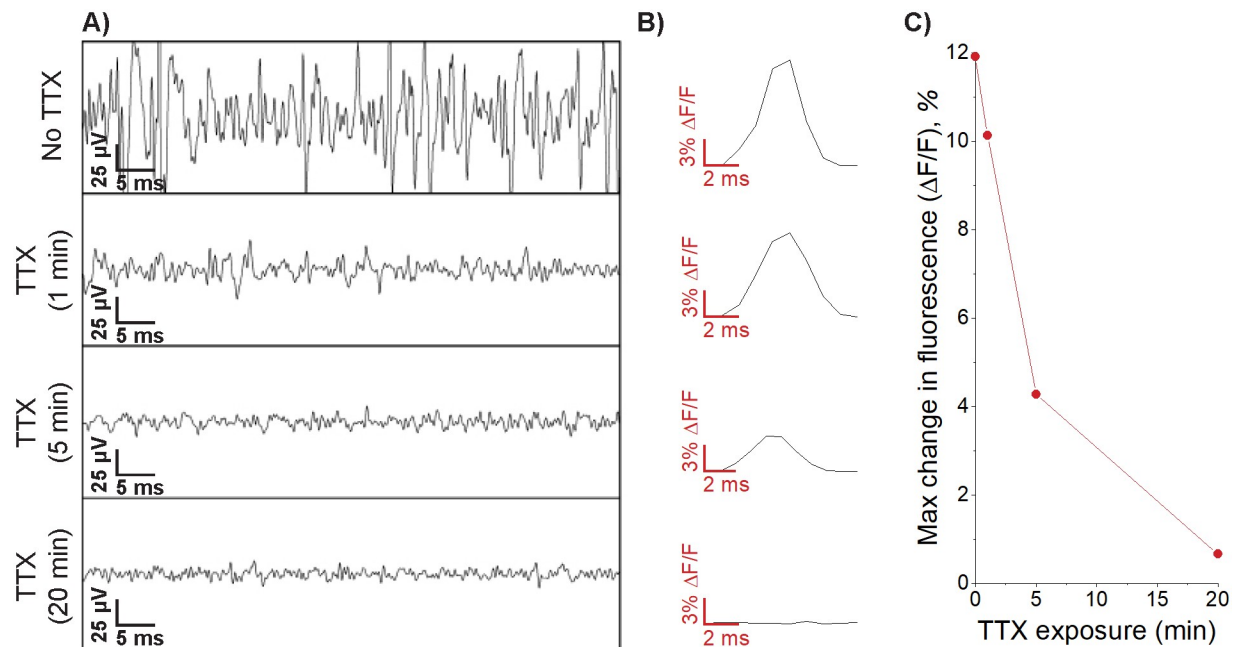 A)
B)
C)
No TTX
25 µV
5 ms
TTX
(1 min)
25 µV
5 ms
TTX
(5 min)
25 µV
5 ms
TTX
(20 min)
25 µV
5 ms
3% ΔF/F
2 ms
3% ΔF/F
2 ms
3% ΔF/F
2 ms
3% ΔF/F
2 ms
Max change in fluorescence (ΔF/F), %
12
10
8
6
4
2
0
0
5
10
15
20
TTX exposure (min)